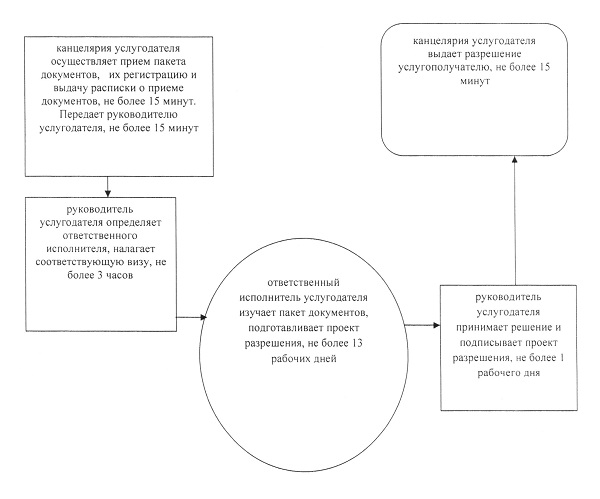 канцелярия услугодателя
осуществляет прием пакета
документов, их регистрацию и
выдачу расписки о приеме
документов, не более 15 минут.
Передает руководителю
услугодателя, не более 15 минут
руководитель
услугодателя определяет
ответственного
исполнителя, налагает
соответствующую визу, не
более 3 часов
ответственный
исполнитель услугодателя
изучает пакет документов,
подготавливает проект
разрешения, не более 13
рабочих дней
руководитель
услугодателя
принимает решение и
подписывает проект
разрешения, не более 1
рабочего дня
канцелярия услугодателя
выдает разрешение
услугополучателю, не более 15
минут